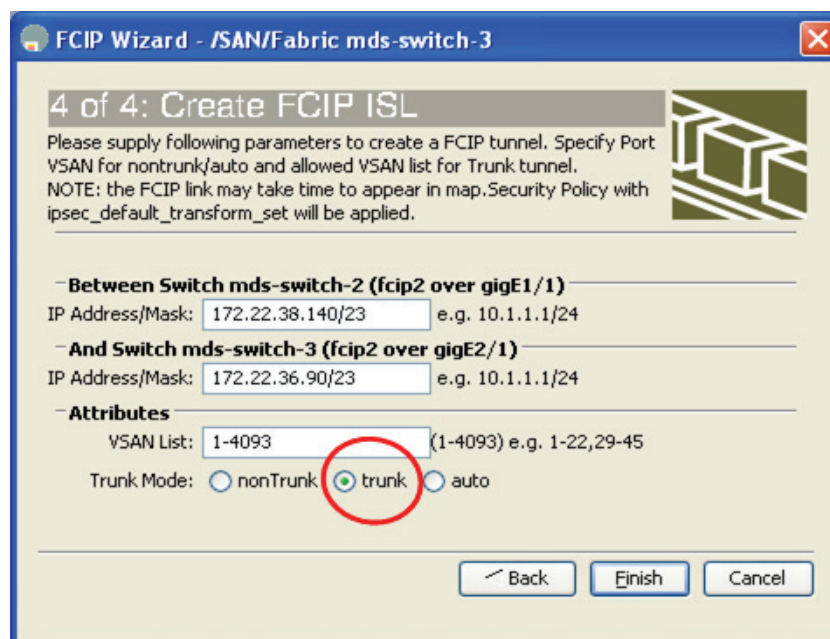 FCIP Wizard - /SAN/Fabric mds-switch-3
4 of 4: Create FCIP ISL
Please supply following parameters to create a FCIP tunnel. Specify Port
VSAN for nontrunk/auto and allowed VSAN list for Trunk tunnel.
NOTE: the FCIP link may take time to appear in map.Security Policy with
ipsec_default_transform_set will be applied.
Between Switch mds-switch-2 (fcip2 over gigE1/1)
IP Address/Mask: 172.22.38.140/23 e.g. 10.1.1.1/24
And Switch mds-switch-3 (fcip2 over gigE2/1)
IP Address/Mask: 172.22.36.90/23 e.g. 10.1.1.1/24
Attributes
VSAN List: 1-4093 (1-4093) e.g. 1-22,29-45
Trunk Mode: nonTrunk trunk auto
Back Finish Cancel